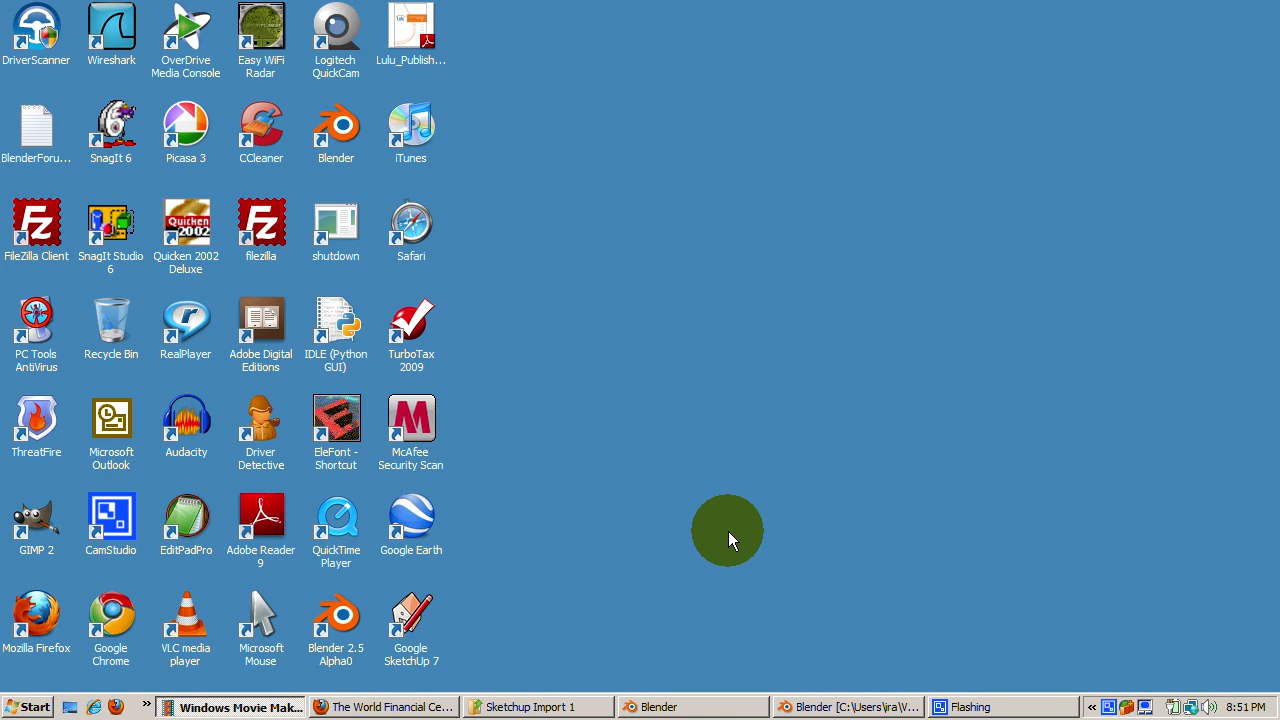 DriverScanner
Wireshark
OverDrive
Media Console
Easy WiFi
Radar
Logitech
QuickCam
Lulu_Publish...
BlenderForu...
SnagIt 6
Picasa 3
CCleaner
Blender
iTunes
FileZilla Client
SnagIt Studio
6
Quicken 2002
Deluxe
filezilla
shutdown
Safari
PC Tools
AntiVirus
Recycle Bin
RealPlayer
Adobe Digital
Editions
IDLE (Python
GUI)
TurboTax
2009
ThreatFire
Microsoft
Outlook
Audacity
Driver
Detective
EleFont -
Shortcut
McAfee
Security Scan
GIMP 2
CamStudio
EditPadPro
Adobe Reader
9
QuickTime
Player
Google Earth
Mozilla Firefox
Google
Chrome
VLC media
player
Microsoft
Mouse
Blender 2.5
Alpha0
Google
SketchUp 7
Start
Windows Movie Mak...
The World Financial Ce...
Sketchup Import 1
Blender
Blender [C:\Users\ira\V...
Flashing
8:51 PM